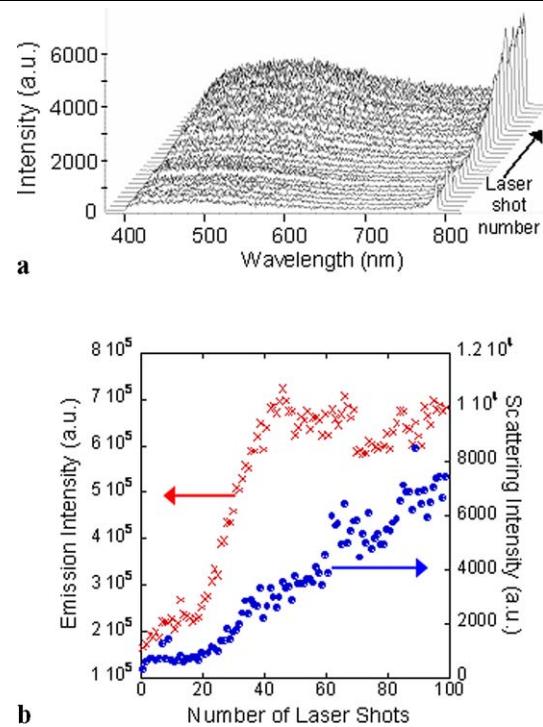 Intensity (a.u.)
6000
4000
2000
0
400
500
600
700
800
Wavelength (nm)
Laser
shot
number
a
Emission Intensity (a.u.)
8 10⁵
7 10⁵
6 10⁵
5 10⁵
4 10⁵
3 10⁵
2 10⁵
1 10⁵
0
20
40
60
80
100
Number of Laser Shots
1.2 10⁴
1 10⁴
8000
6000
4000
2000
0
Scattering Intensity
(a.u.)
b